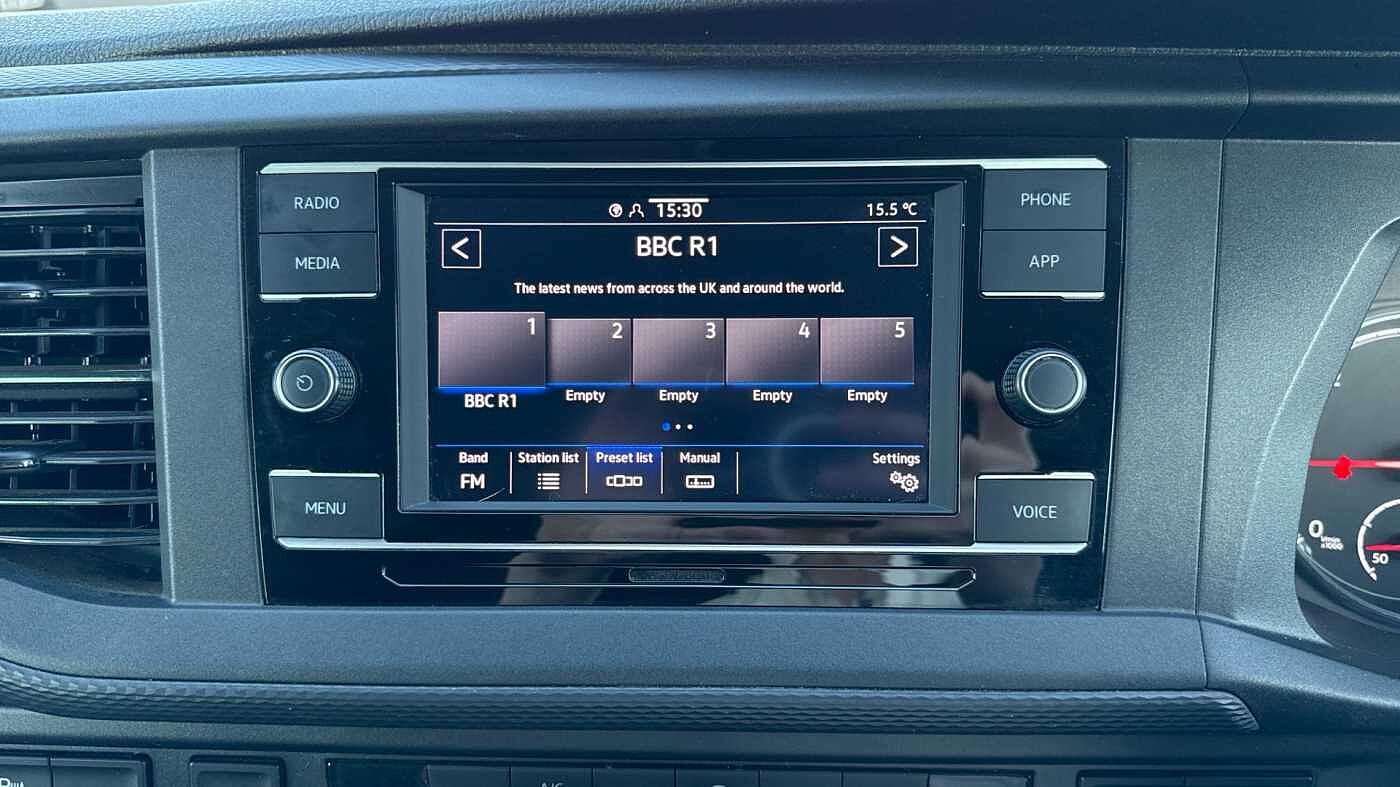 RADIO
MEDIA
15:30
15.5 °C
PHONE
APP
< BBC R1 >
The latest news from across the UK and around the world.
1 2 3 4 5
BBC R1 Empty Empty Empty Empty
Band Station list Preset list Manual Settings
FM
MENU
VOICE
0
50